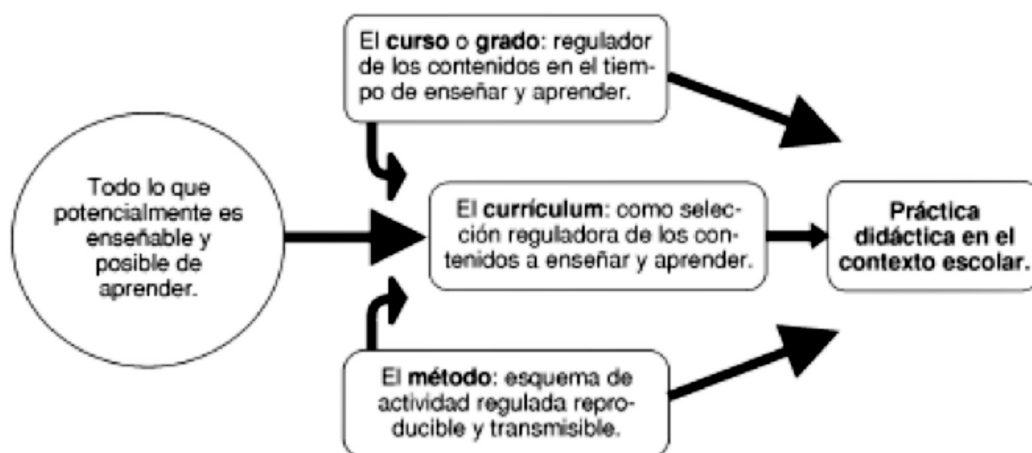 El curso o grado: regulador
de los contenidos en el tiem-
po de enseñar y aprender.
Todo lo que
potencialmente es
enseñable y
posible de
aprender.
El currículum: como selec-
ción reguladora de los con-
tenidos a enseñar y aprender.
Práctica
didáctica en el
contexto escolar.
El método: esquema de
actividad regulada repro-
ducible y transmisible.